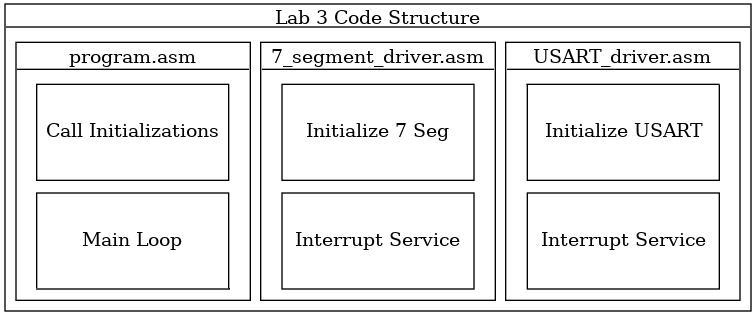 Lab 3 Code Structure
program.asm
Call Initializations
Main Loop
7_segment_driver.asm
Initialize 7 Seg
Interrupt Service
USART_driver.asm
Initialize USART
Interrupt Service